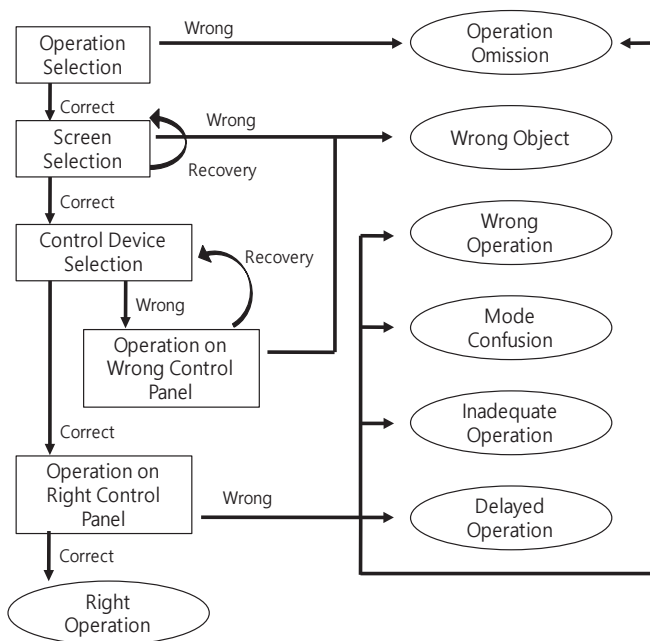 Operation
Selection
Wrong
Operation
Omission
Correct
Screen
Selection
Wrong
Recovery
Wrong Object
Correct
Control Device
Selection
Recovery
Wrong
Operation
Wrong
Operation on
Wrong Control
Panel
Mode
Confusion
Correct
Inadequate
Operation
Operation on
Right Control
Panel
Wrong
Delayed
Operation
Correct
Right
Operation